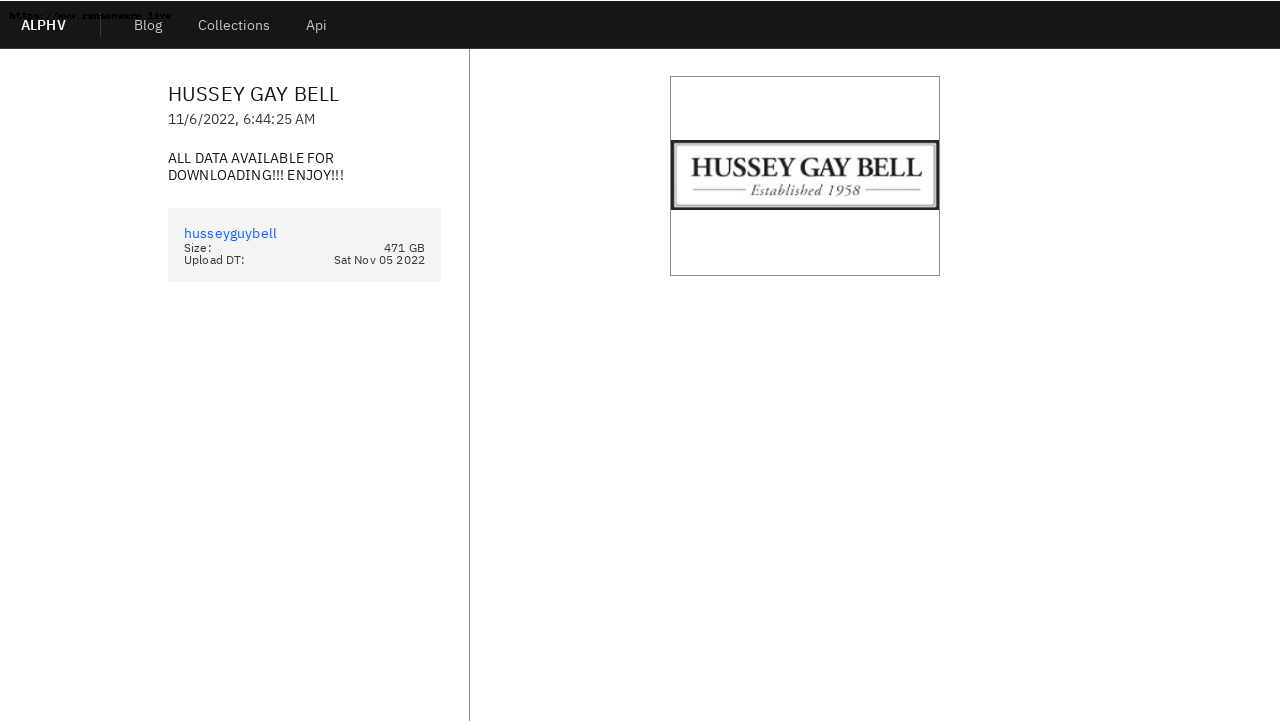 https://www.ransomware.live
ALPHV
Blog
Collections
Api
HUSSEY GAY BELL
11/6/2022, 6:44:25 AM
ALL DATA AVAILABLE FOR
DOWNLOADING!!! ENJOY!!!
husseyguybell
Size: 471 GB
Upload DT: Sat Nov 05 2022
HUSSEY GAY BELL
Established 1958